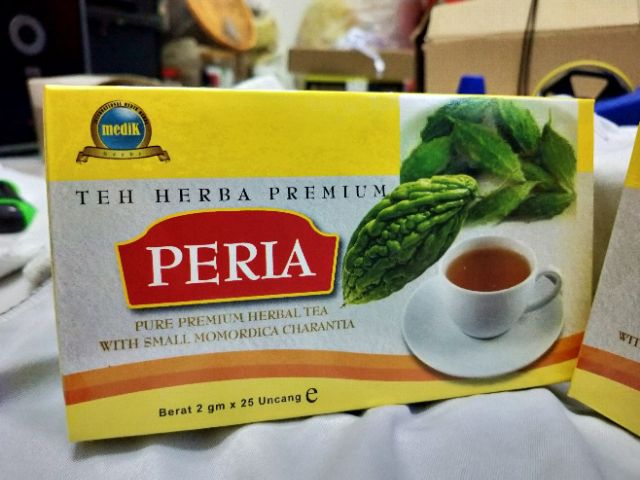 medik
TEH HERBA PREMIUM
PERIA
PURE PREMIUM HERBAL TEA
WITH SMALL MOMORDICA CHARANTIA
Berat 2 gm x 25 Uncang e